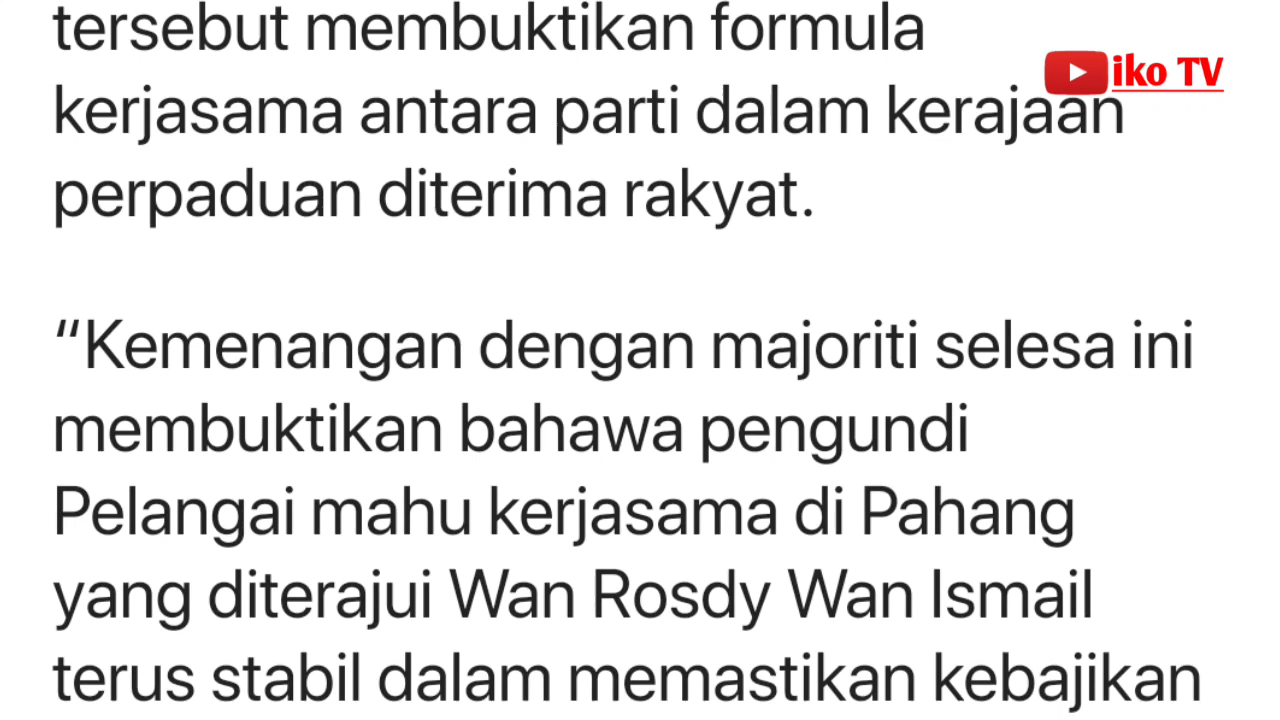 tersebut membuktikan formula
iko TV
kerjasama antara parti dalam kerajaan
perpaduan diterima rakyat.
“Kemenangan dengan majoriti selesa ini
membuktikan bahawa pengundi
Pelangai mahu kerjasama di Pahang
yang diterajui Wan Rosdy Wan Ismail
terus stabil dalam memastikan kebajikan